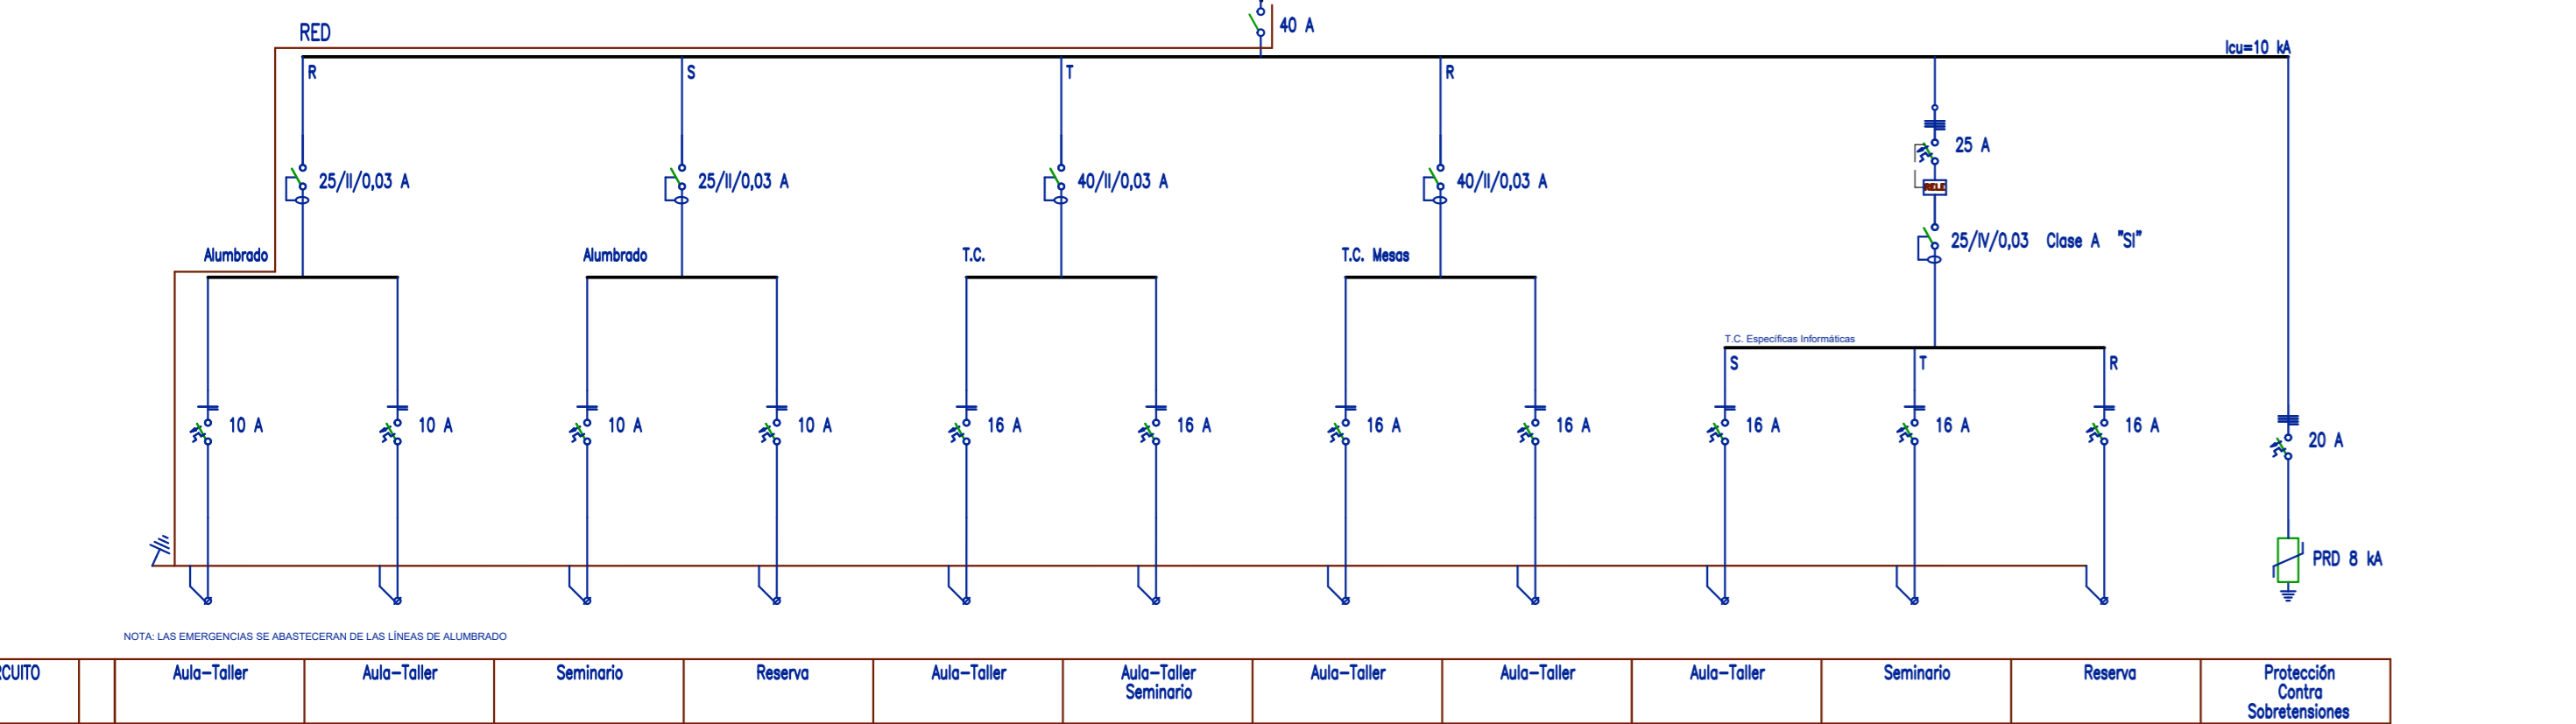 40 A
RED
Icu=10 kA
R
S
T
R
25 A
RELE
25/II/0,03 A
25/II/0,03 A
40/II/0,03 A
40/II/0,03 A
25/IV/0,03 Clase A "SI"
Alumbrado
Alumbrado
T.C.
T.C. Mesas
T.C. Específicas Informáticas
S
T
R
10 A
10 A
10 A
10 A
16 A
16 A
16 A
16 A
16 A
16 A
16 A
20 A
PRD 8 kA
NOTA: LAS EMERGENCIAS SE ABASTECERAN DE LAS LÍNEAS DE ALUMBRADO
RCUITO
Aula-Taller
Aula-Taller
Seminario
Reserva
Aula-Taller
Aula-Taller
Seminario
Aula-Taller
Aula-Taller
Aula-Taller
Seminario
Reserva
Protección
Contra
Sobretensiones